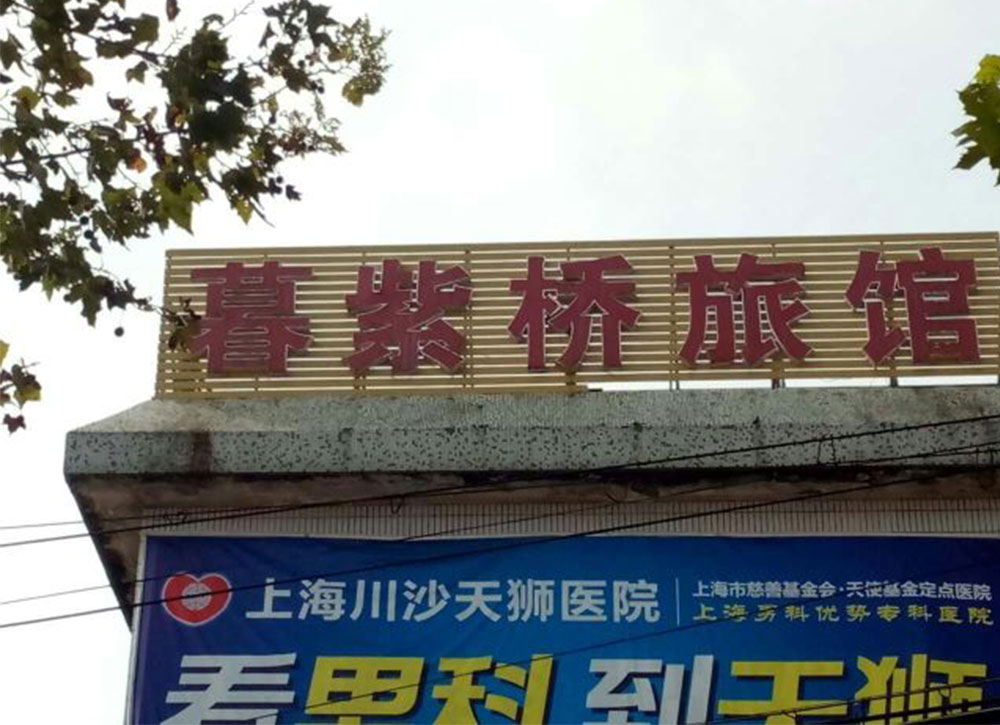 暮紫桥旅馆
上海川沙天狮医院
上海市慈善基金会·天使基金定点医院
上海男科优势专科医院
看男科到天狮